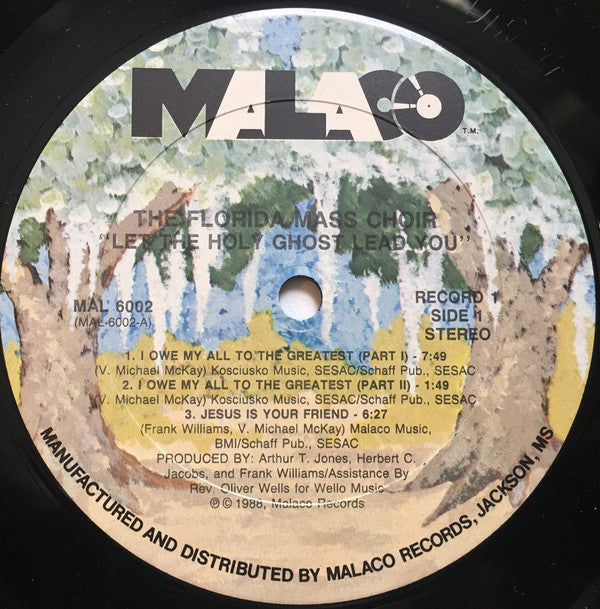 MALACO
T.M.
THE FLORIDA MASS CHOIR
"LET THE HOLY GHOST LEAD YOU"
MAL 6002
(MAL-6002-A)
RECORD 1
SIDE 1
STEREO
1. I OWE MY ALL TO THE GREATEST (PART I) - 7:49
(V. Michael McKay) Kosciusko Music, SESAC/Schaff Pub., SESAC
2. I OWE MY ALL TO THE GREATEST (PART II) - 1:49
(V. Michael McKay) Kosciusko Music, SESAC/Schaff Pub., SESAC
3. JESUS IS YOUR FRIEND - 6:27
(Frank Williams, V. Michael McKay) Malaco Music,
BMI/Schaff Pub., SESAC
PRODUCED BY: Arthur T. Jones, Herbert C.
Jacobs, and Frank Williams/Assistance By
Rev. Oliver Wells for Wello Music
℗ © 1988, Malaco Records
MANUFACTURED AND DISTRIBUTED BY MALACO RECORDS, JACKSON, MS